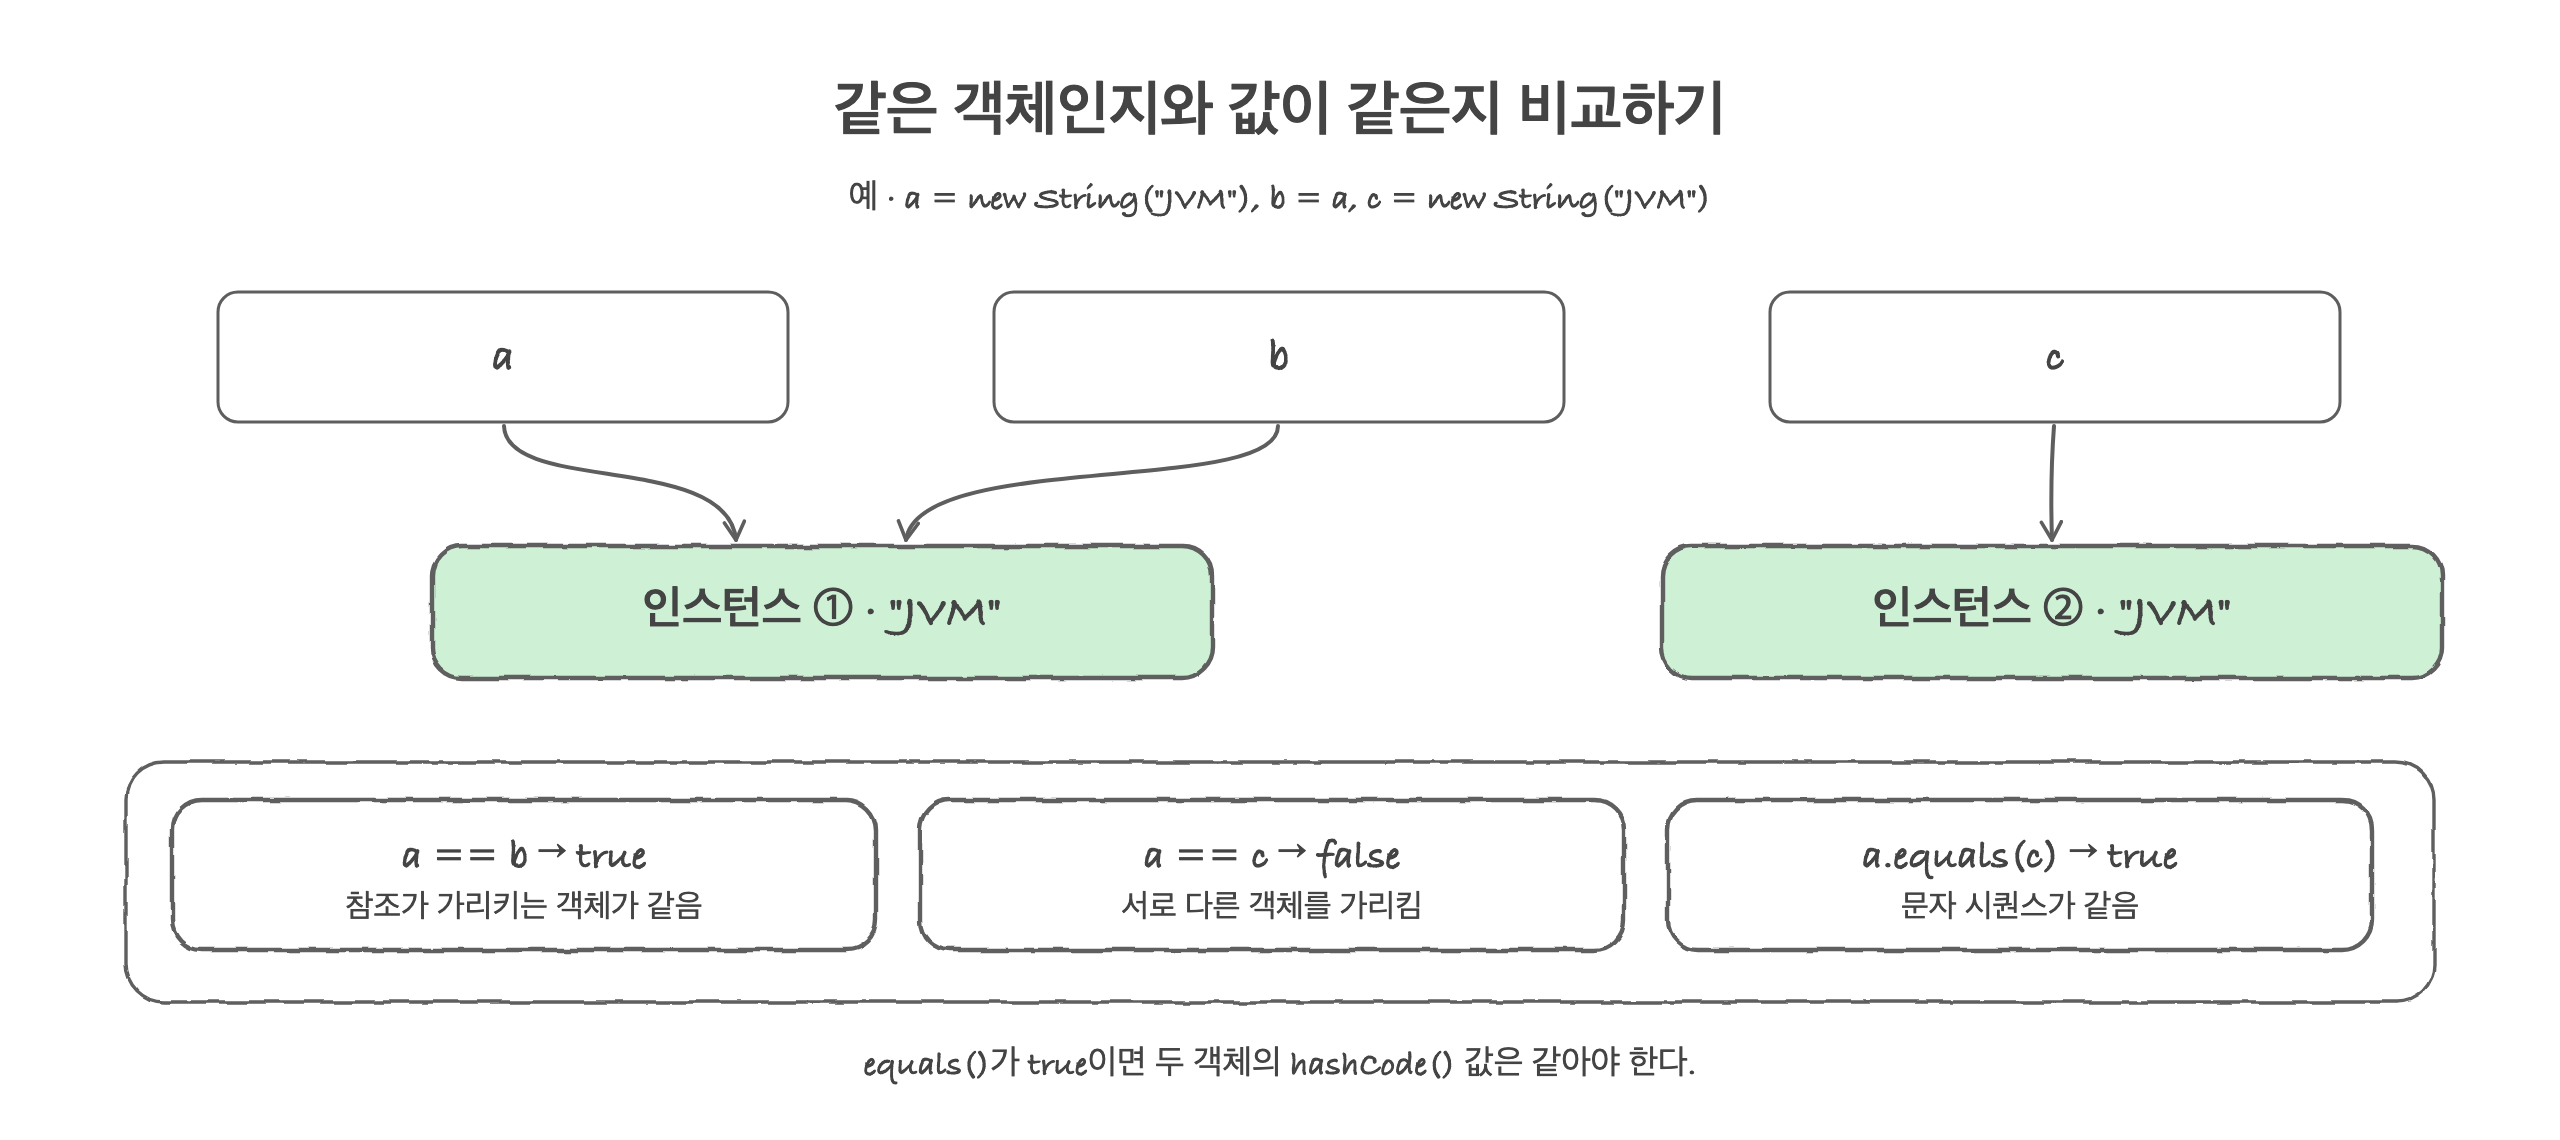 같은 객체인지와 값이 같은지 비교하기
예 · a = new String("JVM"), b = a, c = new String("JVM")
a
b
c
인스턴스 ① · "JVM"
인스턴스 ② · "JVM"
a == b → true
참조가 가리키는 객체가 같음
a == c → false
서로 다른 객체를 가리킴
a.equals(c) → true
문자 시퀀스가 같음
equals()가 true이면 두 객체의 hashCode() 값은 같아야 한다.